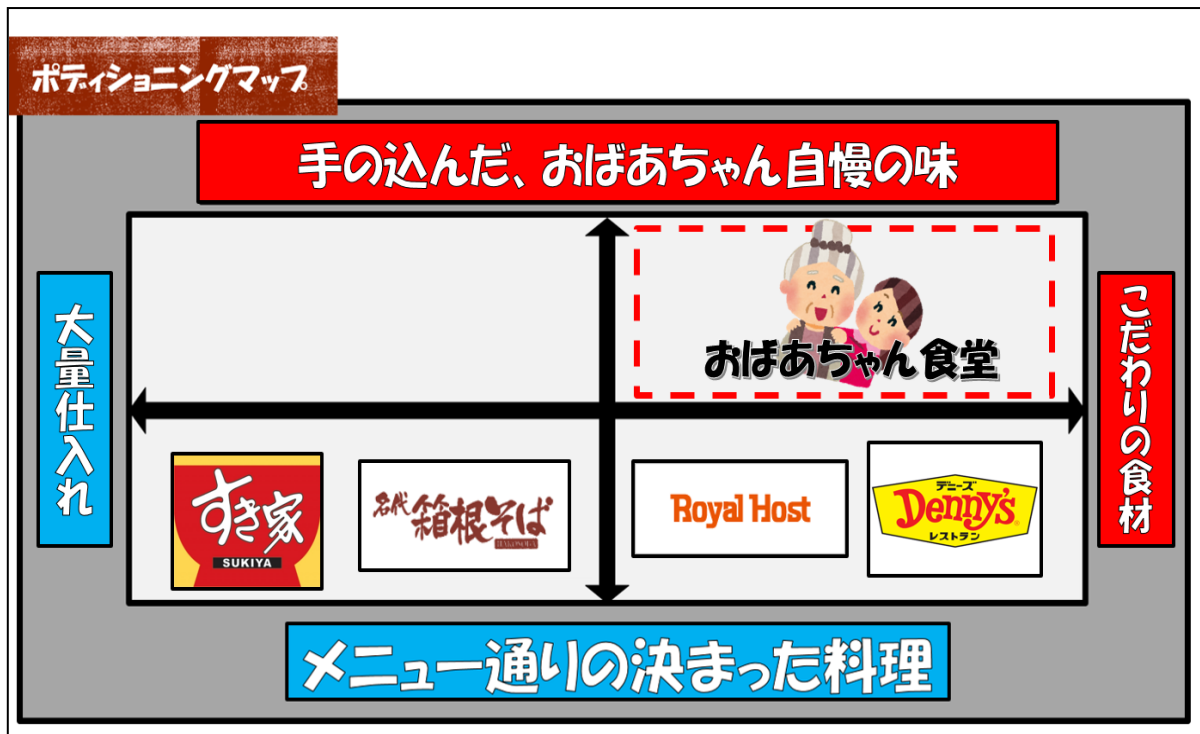 ポディショニングマップ
手の込んだ、おばあちゃん自慢の味
大量仕入れ
こだわりの食材
おばあちゃん食堂
すき家
SUKIYA
名代
箱根そば
HAKOSOBA
Royal Host
デニーズ
Denny's
レストラン
メニュー通りの決まった料理